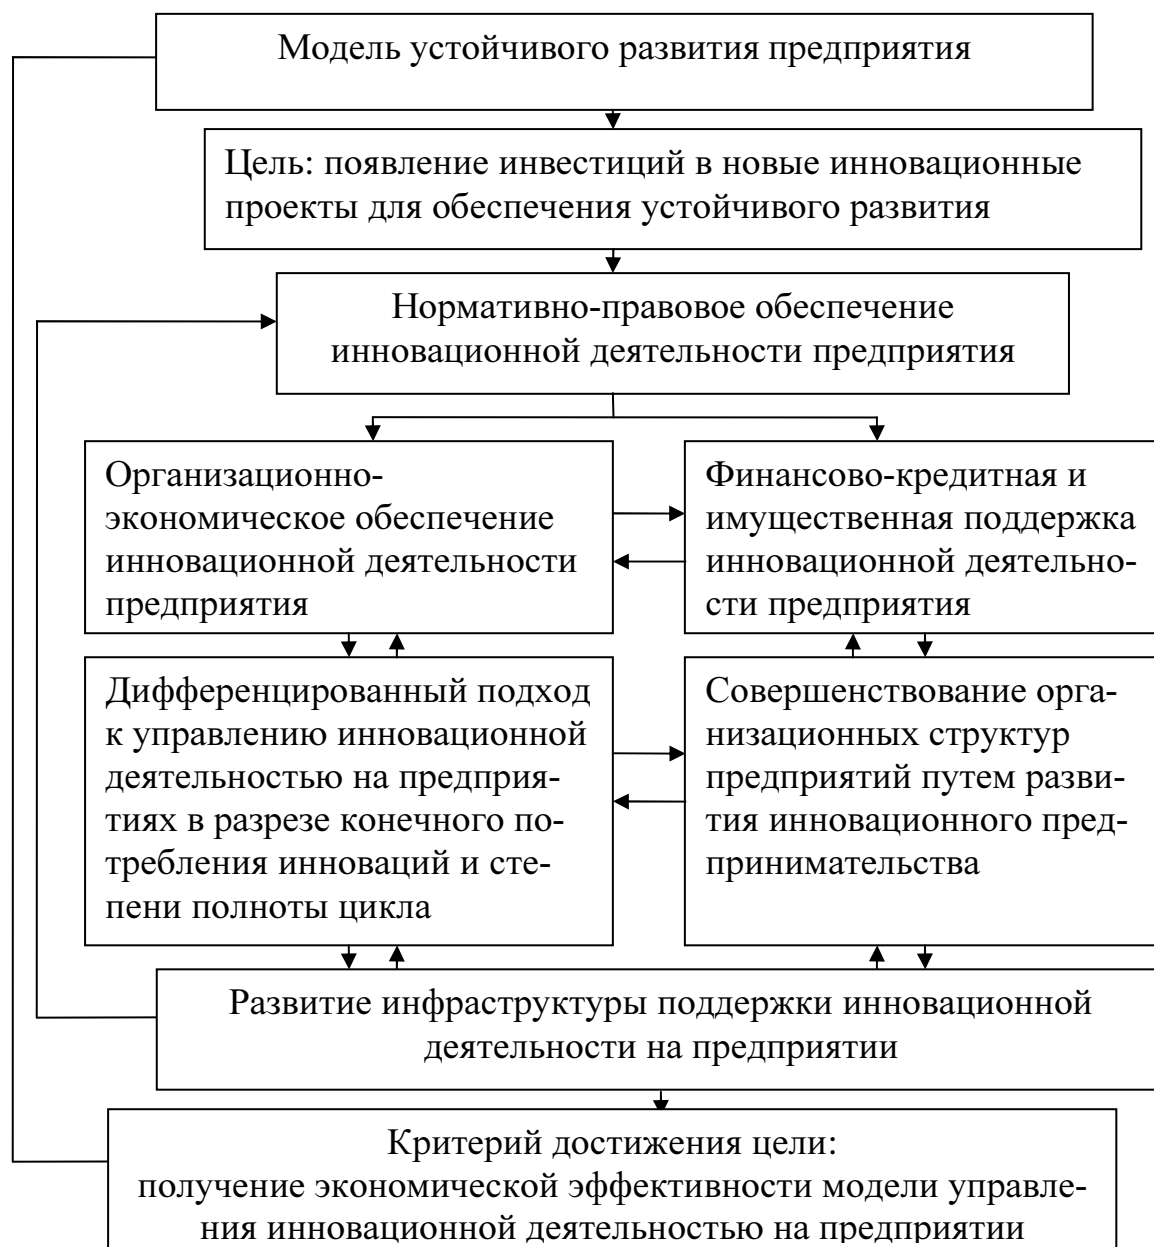 Модель устойчивого развития предприятия
Цель: появление инвестиций в новые инновационные
проекты для обеспечения устойчивого развития
Нормативно-правовое обеспечение
инновационной деятельности предприятия
Организационно-
экономическое обеспечение
инновационной деятельности
предприятия
Финансово-кредитная и
имущественная поддержка
инновационной деятельно-
сти предприятия
Дифференцированный подход
к управлению инновационной
деятельностью на предприя-
тиях в разрезе конечного по-
требления инноваций и сте-
пени полноты цикла
Совершенствование орга-
низационных структур
предприятий путем разви-
тия инновационного пред-
принимательства
Развитие инфраструктуры поддержки инновационной
деятельности на предприятии
Критерий достижения цели:
получение экономической эффективности модели управле-
ния инновационной деятельностью на предприятии